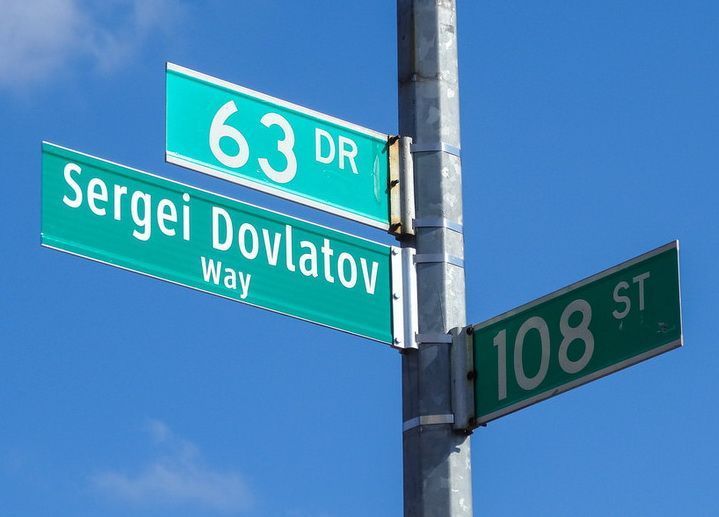 63 DR
Sergei Dovlatov
Way
108 ST